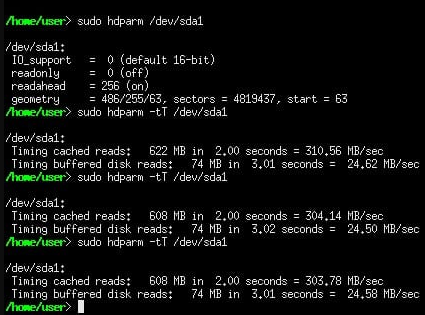 /home/user> sudo hdparm /dev/sda1
/dev/sda1:
IO_support = 0 (default 16-bit)
readonly = 0 (off)
readahead = 256 (on)
geometry = 486/255/63, sectors = 4819437, start = 63
/home/user> sudo hdparm -tT /dev/sda1
/dev/sda1:
Timing cached reads: 622 MB in 2.00 seconds = 310.56 MB/sec
Timing buffered disk reads: 74 MB in 3.01 seconds = 24.62 MB/sec
/home/user> sudo hdparm -tT /dev/sda1
/dev/sda1:
Timing cached reads: 608 MB in 2.00 seconds = 304.14 MB/sec
Timing buffered disk reads: 74 MB in 3.02 seconds = 24.50 MB/sec
/home/user> sudo hdparm -tT /dev/sda1
/dev/sda1:
Timing cached reads: 608 MB in 2.00 seconds = 303.78 MB/sec
Timing buffered disk reads: 74 MB in 3.01 seconds = 24.58 MB/sec
/home/user>